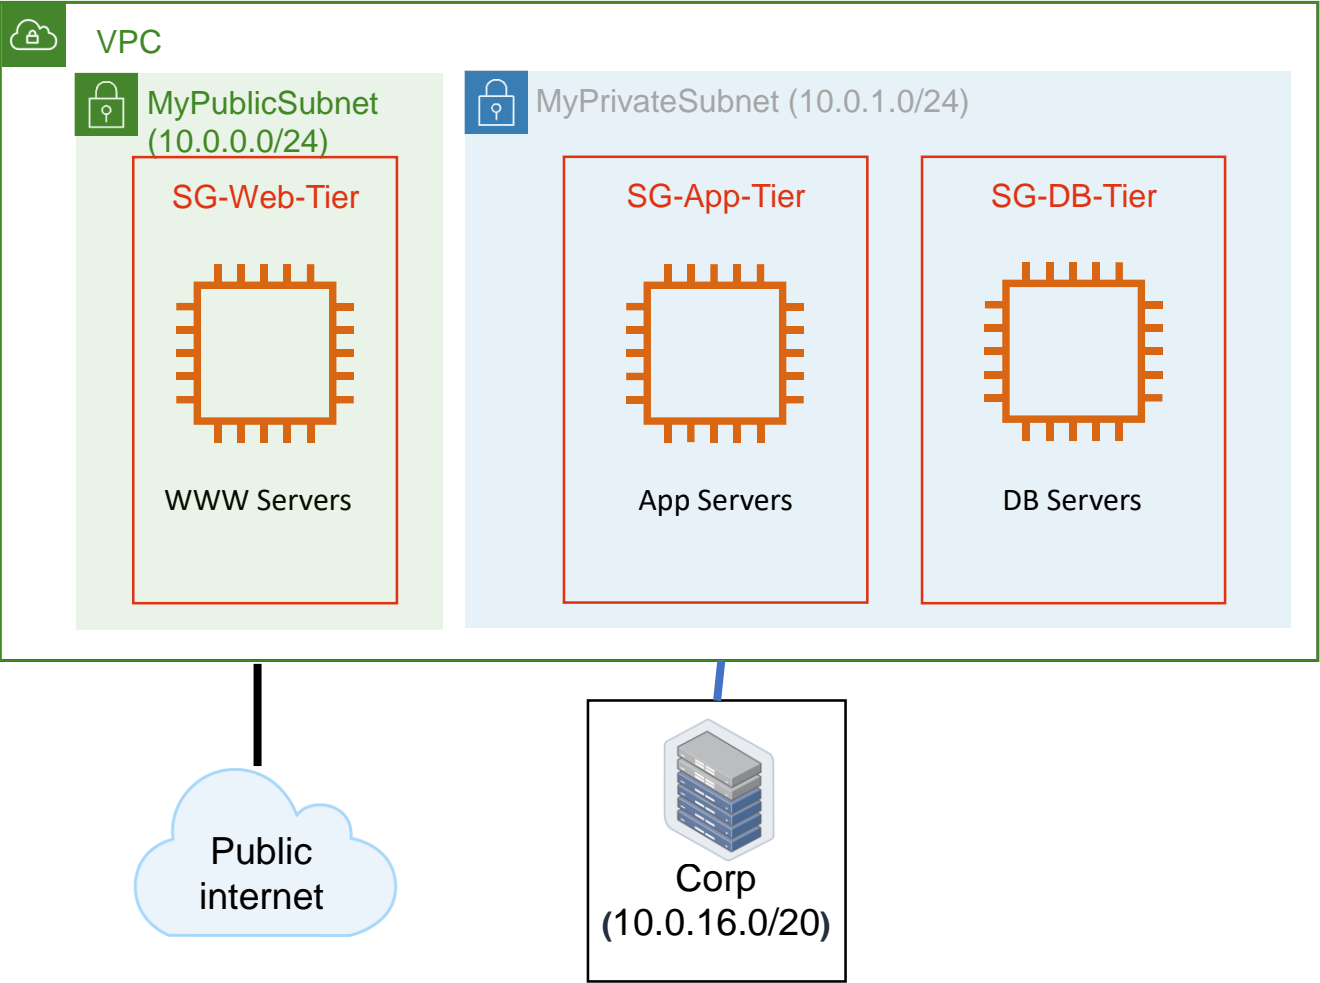 VPC
MyPublicSubnet
(10.0.0.0/24)
MyPrivateSubnet (10.0.1.0/24)
SG-Web-Tier
SG-App-Tier
SG-DB-Tier
WWW Servers
App Servers
DB Servers
Public
internet
Corp
(10.0.16.0/20)